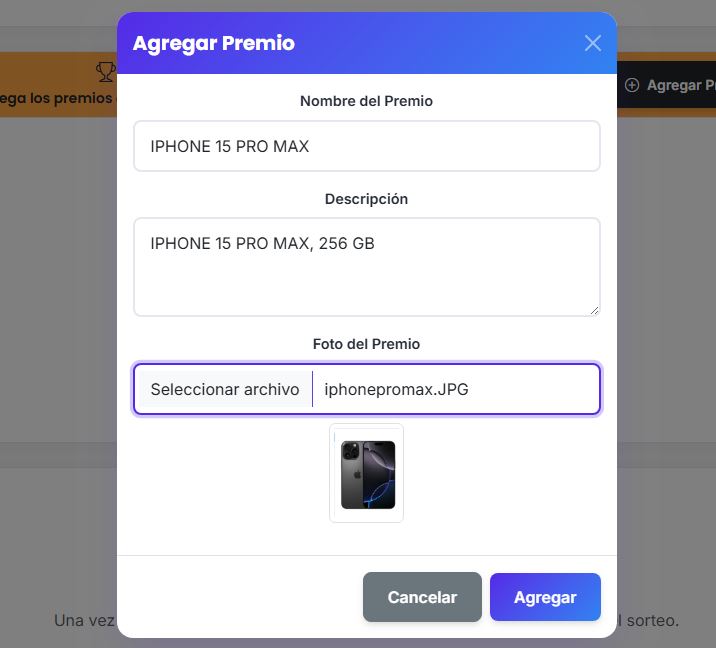 Agregar Premio
ega los premios
Agregar
Nombre del Premio
IPHONE 15 PRO MAX
Descripción
IPHONE 15 PRO MAX, 256 GB
Foto del Premio
Seleccionar archivo
iphonepromax.JPG
Cancelar
Agregar
Una vez
l sorteo.